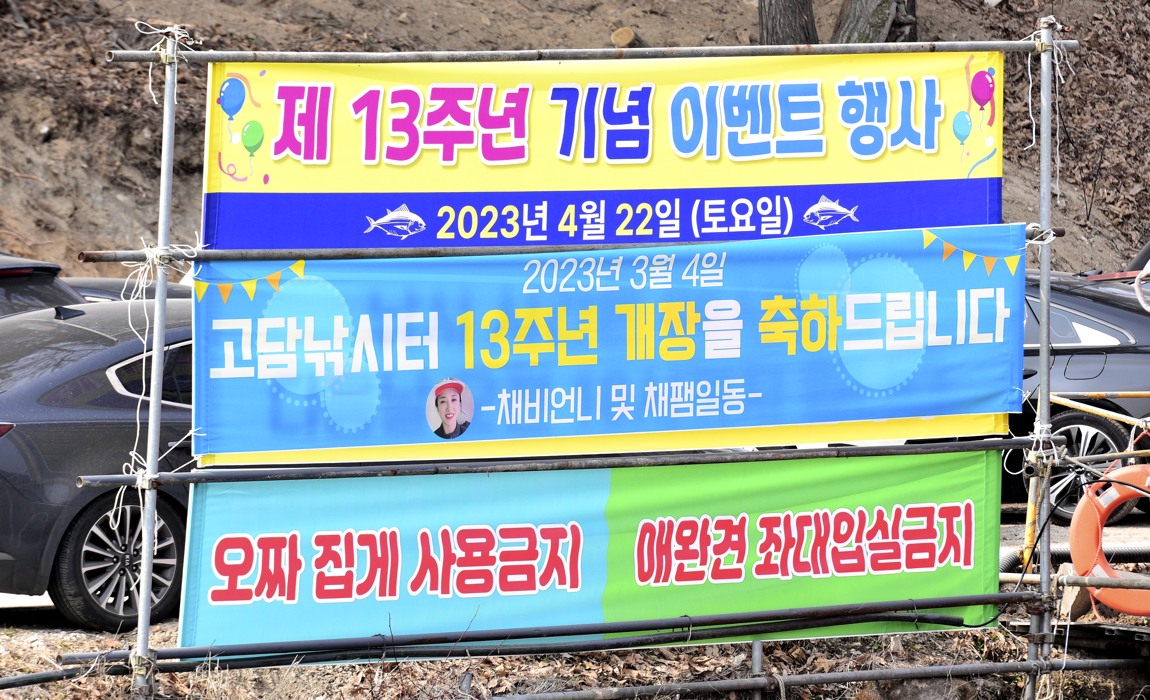 제 13주년 기념 이벤트 행사
2023년 4월 22일 (토요일)
2023년 3월 4일
고담낚시터 13주년 개장을 축하드립니다
-채비언니 및 채팸일동-
오짜 집게 사용금지
애완견 좌대입실금지